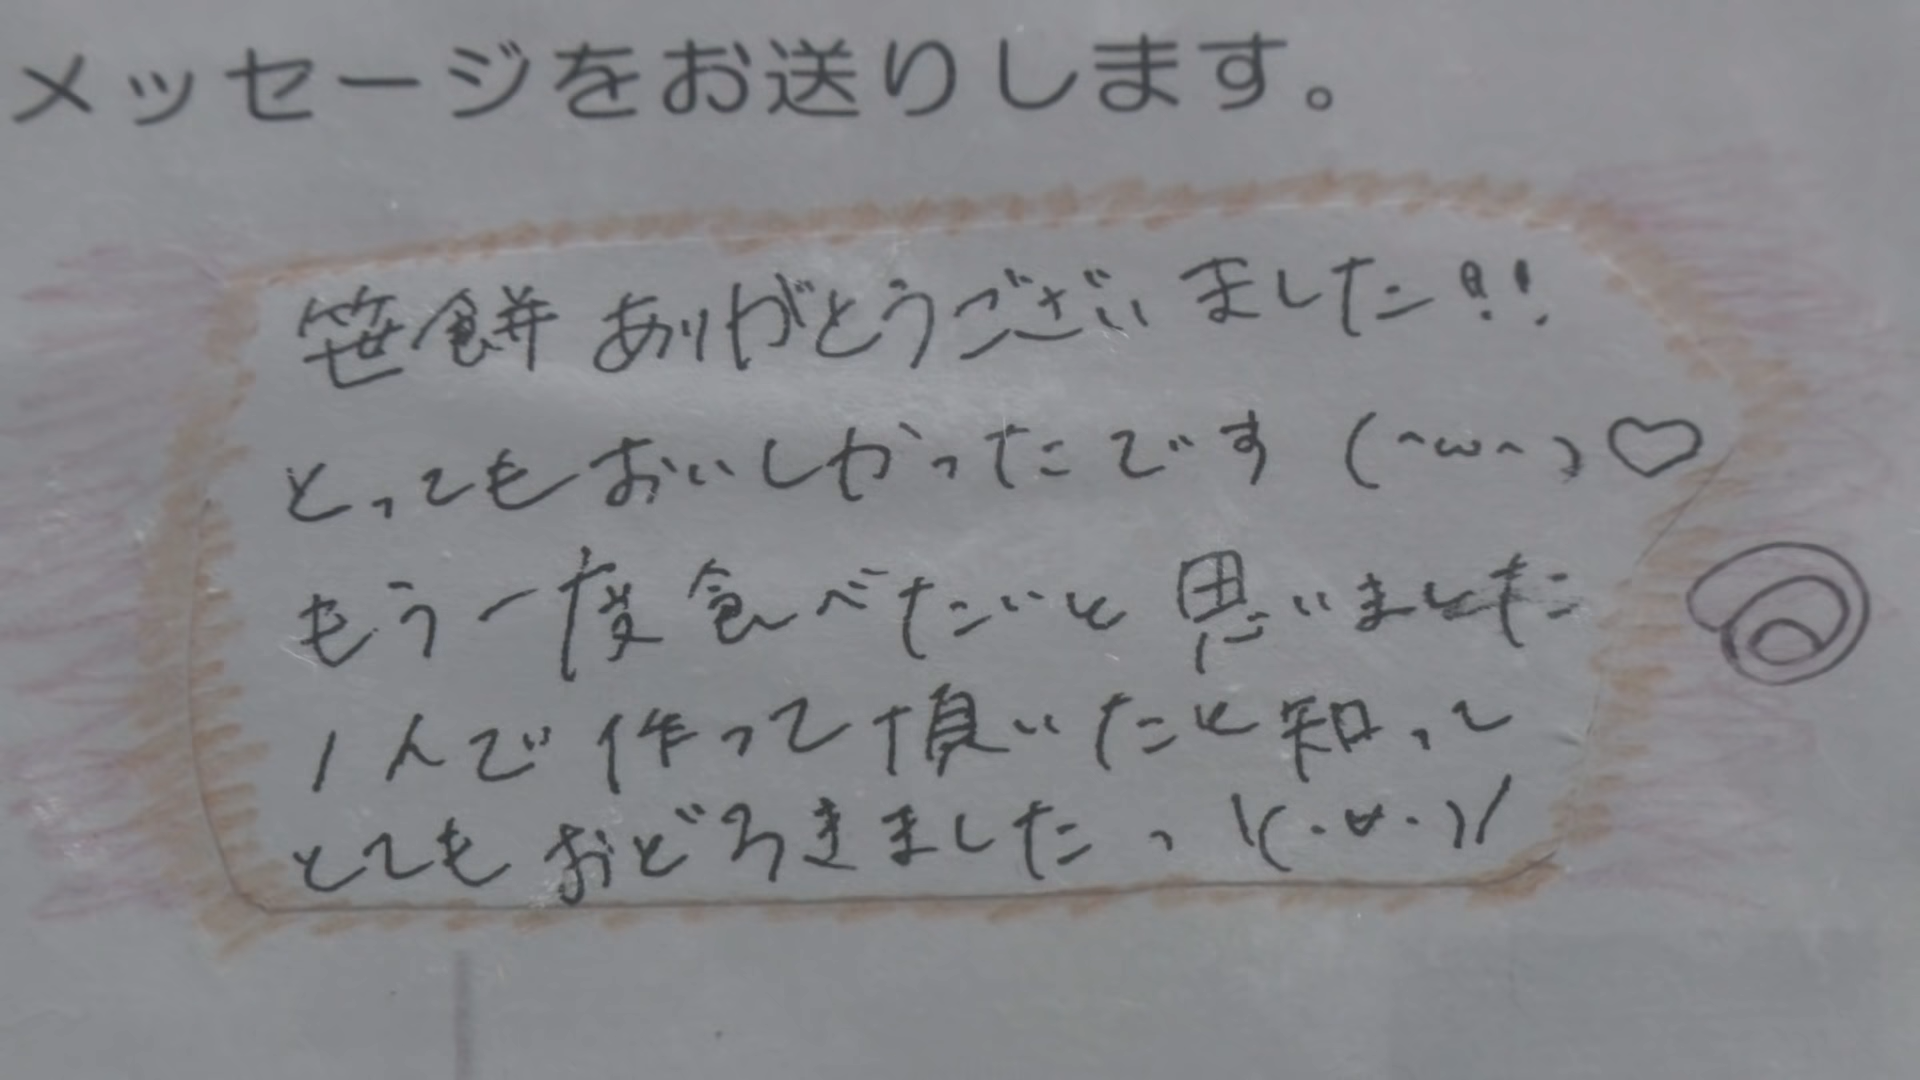 メッセージをお送りします。
笹餅ありがとうございました!!
とってもおいしかったです(^ω^)♡
もう一度食べたいと思いました
1人で作って頂いたと知って
とてもおどろきました、\(・∀・)/